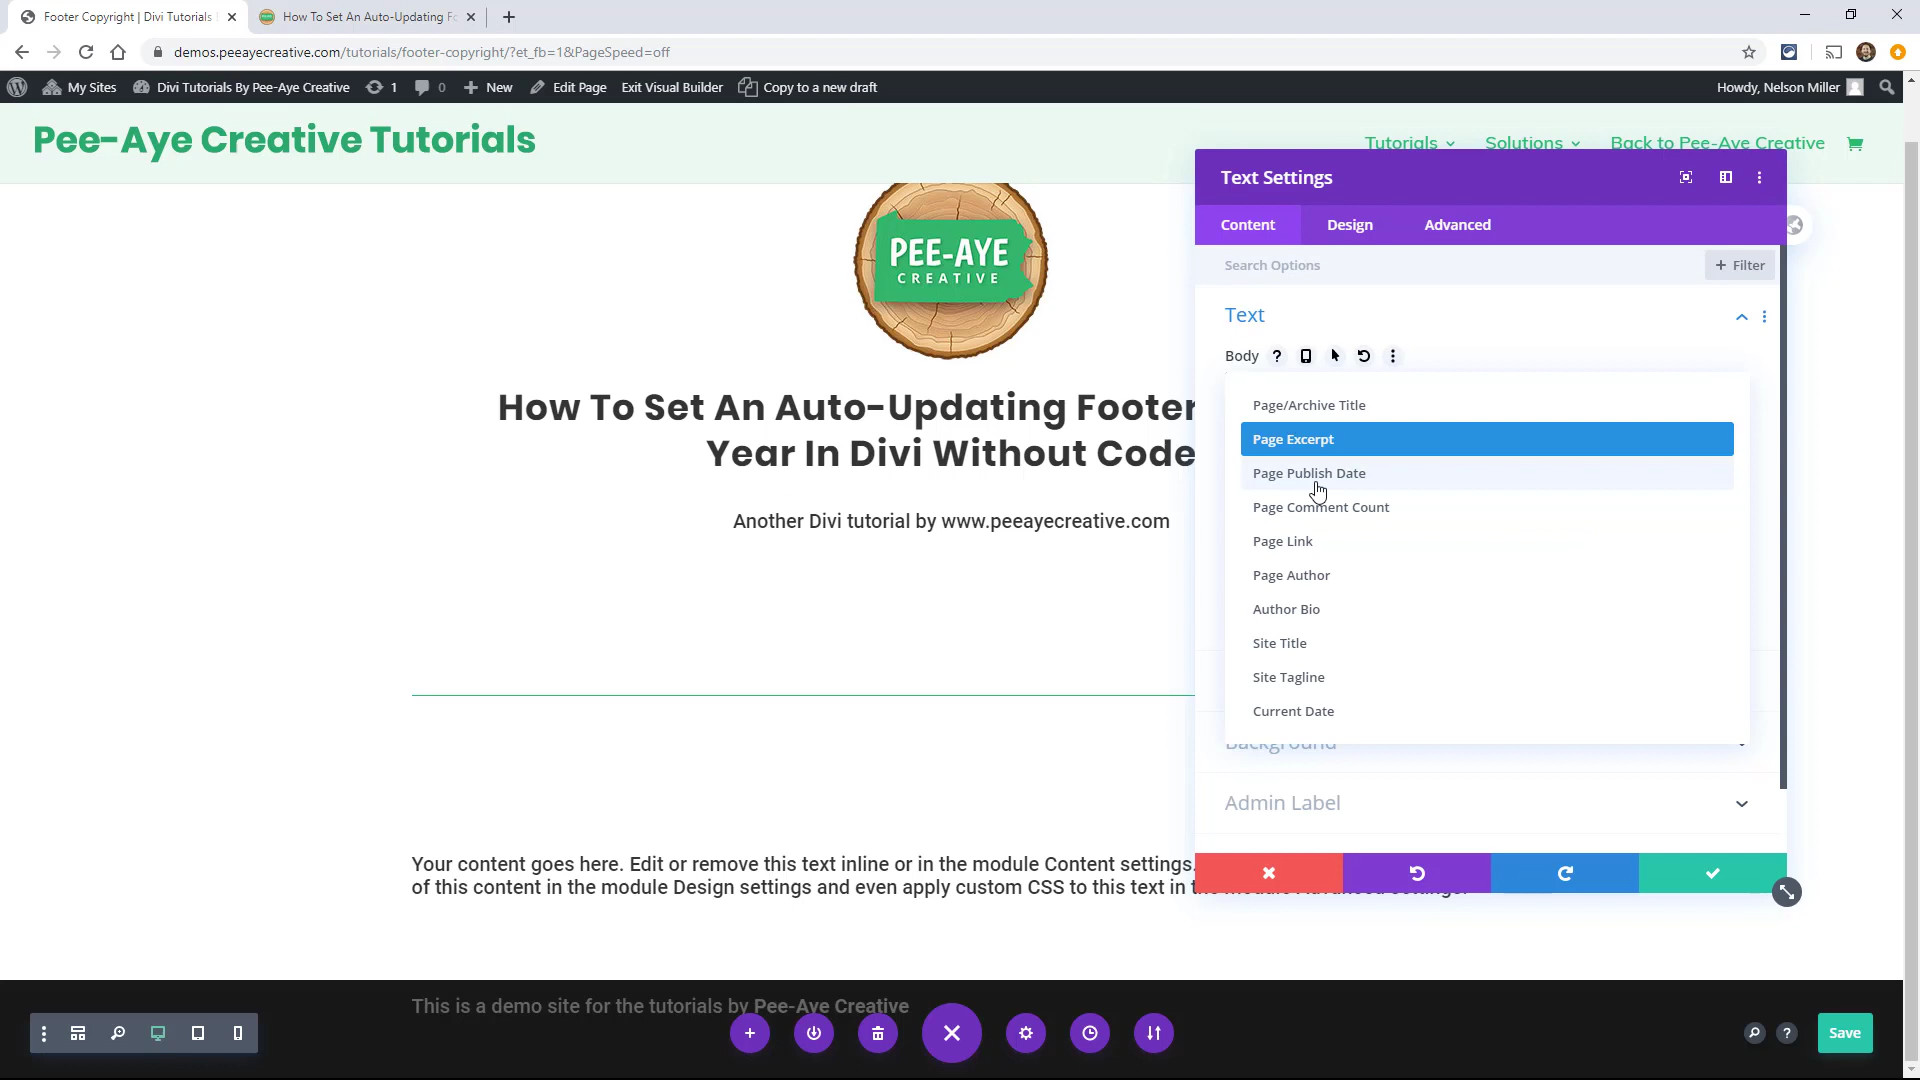 Footer Copyright | Divi Tutorials
How To Set An Auto-Updating Fo
demos.peeayecreative.com/tutorials/footer-copyright/?et_fb=1&PageSpeed=off
My Sites
Divi Tutorials By Pee-Aye Creative
1
0
New
Edit Page
Exit Visual Builder
Copy to a new draft
Howdy, Nelson Miller
Pee-Aye Creative Tutorials
Tutorials
Solutions
Back to Pee-Aye Creative
PEE-AYE
CREATIVE
How To Set An Auto-Updating Footer
Year In Divi Without Code
Another Divi tutorial by www.peeayecreative.com
Text Settings
Content
Design
Advanced
Search Options
+ Filter
Text
Body ?
Page/Archive Title
Page Excerpt
Page Publish Date
Page Comment Count
Page Link
Page Author
Author Bio
Site Title
Site Tagline
Current Date
Background
Admin Label
Your content goes here. Edit or remove this text inline or in the module Content settings.
of this content in the module Design settings and even apply custom CSS to this text in the module Advanced settings.
This is a demo site for the tutorials by Pee-Aye Creative
?
Save